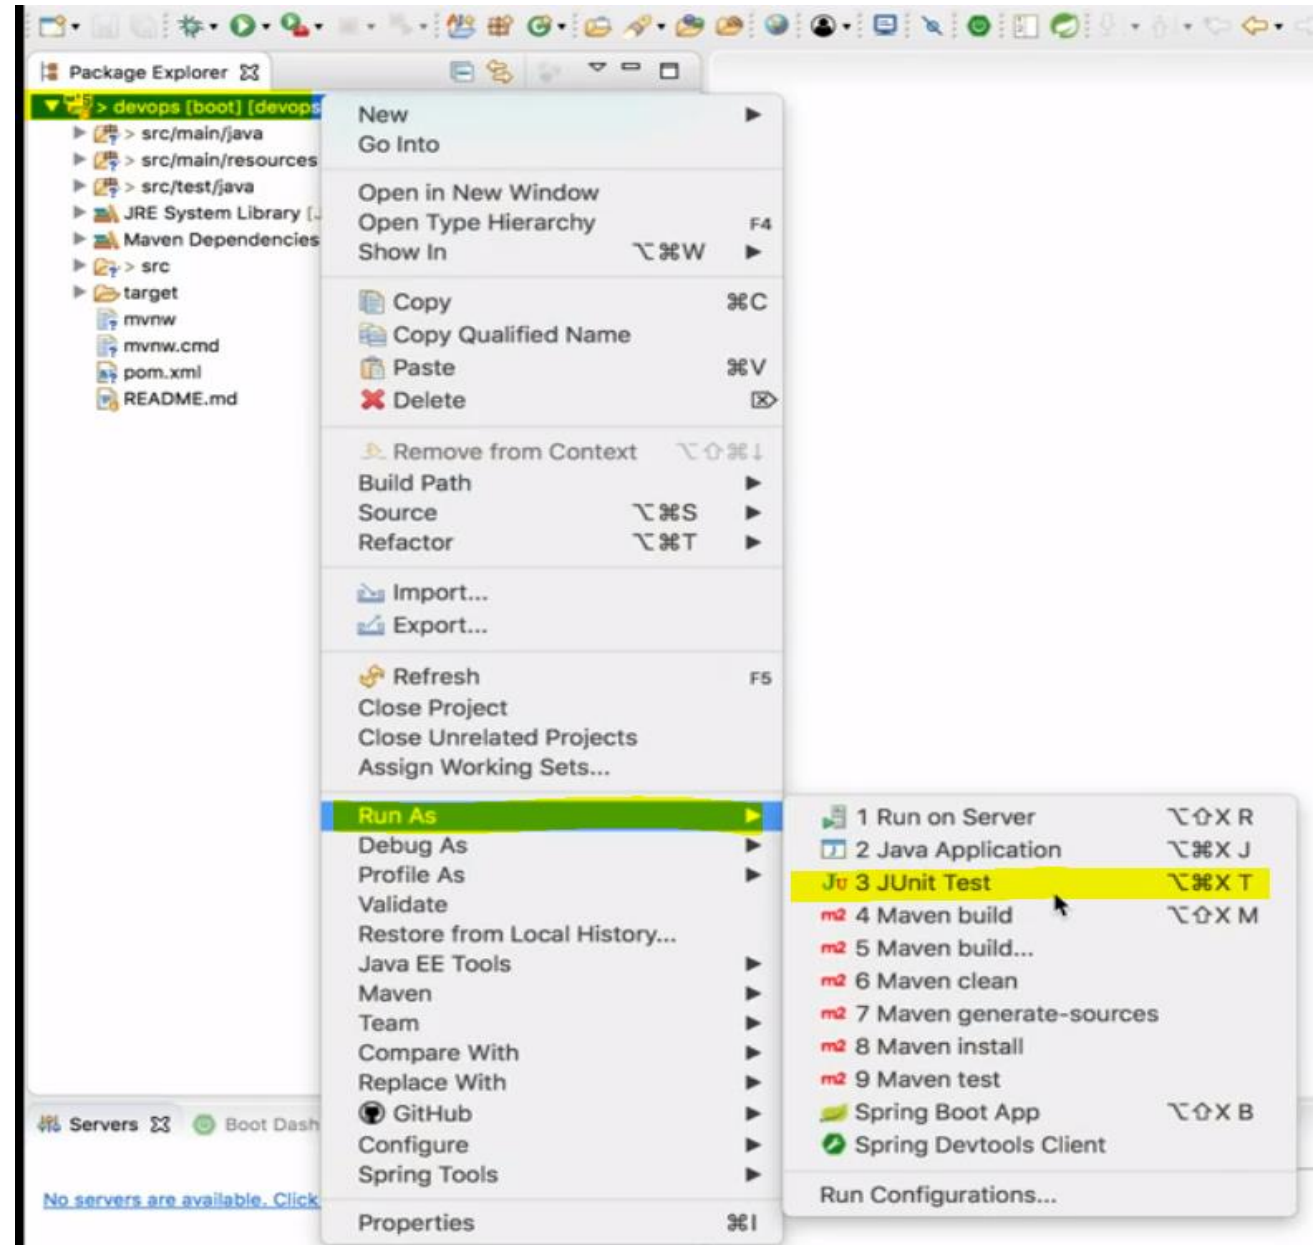 Package Explorer
> devops [boot] [devops
> src/main/java
> src/main/resources
> src/test/java
JRE System Library [
Maven Dependencies
> src
target
mvnw
mvnw.cmd
pom.xml
README.md
New
Go Into
Open in New Window
Open Type Hierarchy F4
Show In ⌥⌘W
Copy ⌘C
Copy Qualified Name
Paste ⌘V
Delete ⌦
Remove from Context ⌥⇧⌘↓
Build Path
Source ⌥⌘S
Refactor ⌥⌘T
Import...
Export...
Refresh F5
Close Project
Close Unrelated Projects
Assign Working Sets...
Run As
Debug As
Profile As
Validate
Restore from Local History...
Java EE Tools
Maven
Team
Compare With
Replace With
GitHub
Configure
Spring Tools
Properties ⌘I
1 Run on Server ⌥⇧X R
2 Java Application ⌥⌘X J
Ju 3 JUnit Test ⌥⌘X T
m2 4 Maven build ⌥⇧X M
m2 5 Maven build...
m2 6 Maven clean
m2 7 Maven generate-sources
m2 8 Maven install
m2 9 Maven test
Spring Boot App ⌥⇧X B
Spring Devtools Client
Run Configurations...
Servers Boot Dash
No servers are available. Click